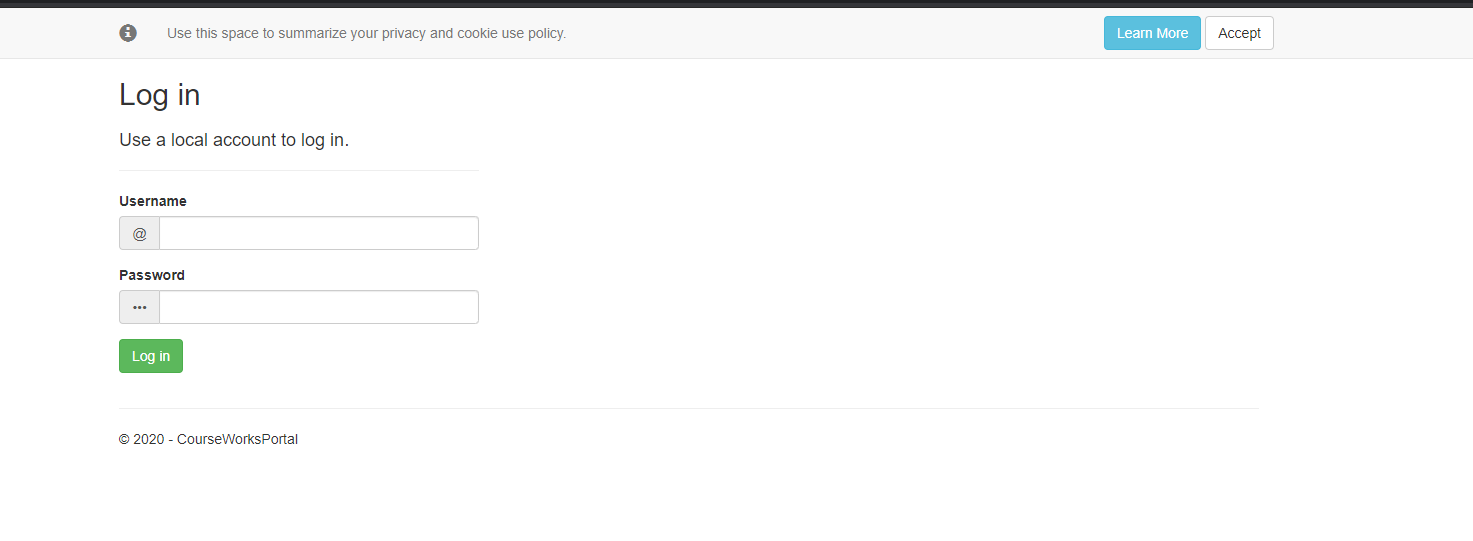 Use this space to summarize your privacy and cookie use policy.
Learn More
Accept
Log in
Use a local account to log in.
Username
@
Password
•••
Log in
© 2020 - CourseWorksPortal